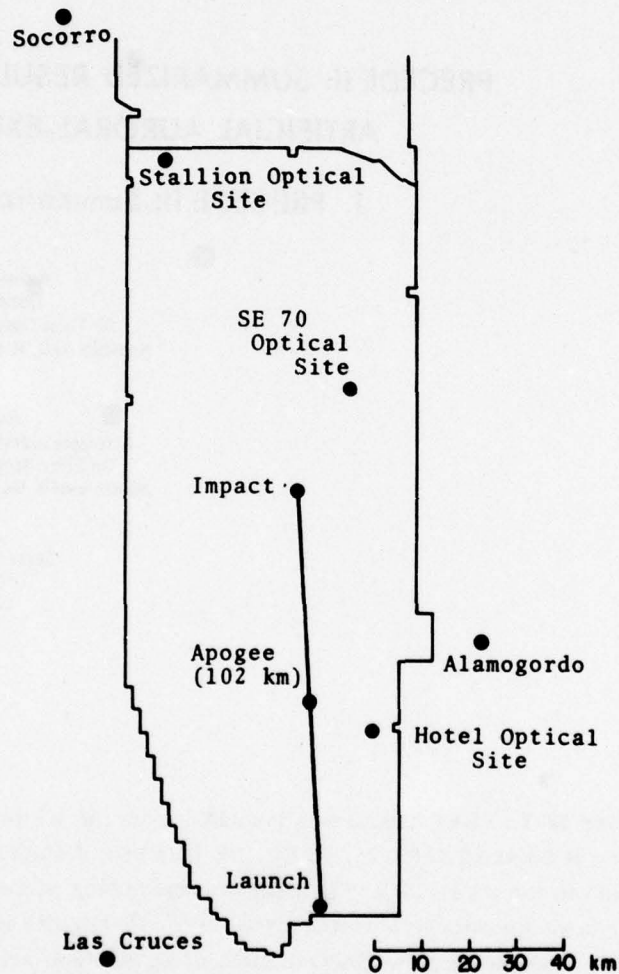 Socorro
Stallion Optical
Site
SE 70
Optical
Site
Impact
Apogee
(102 km)
Alamogordo
Hotel Optical
Site
Launch
Las Cruces
0 10 20 30 40
km